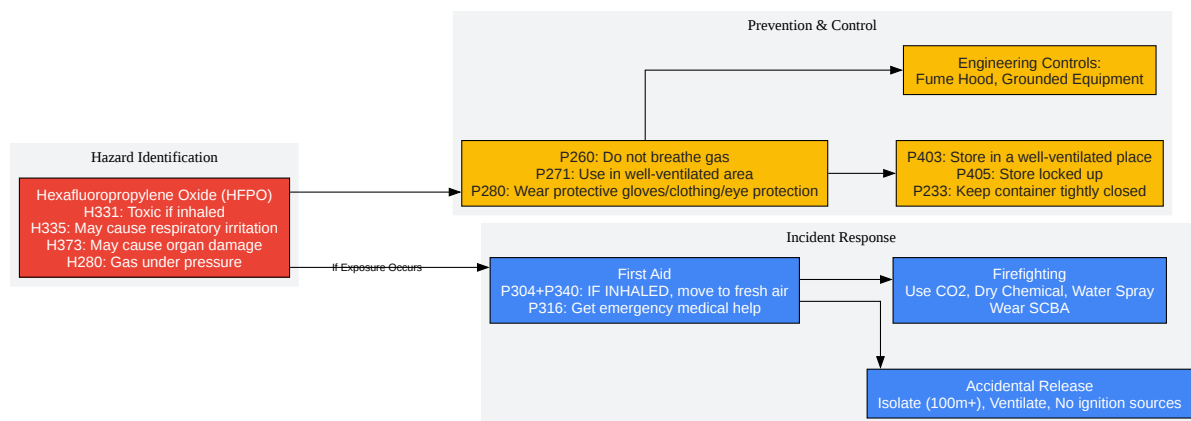 Prevention & Control
Engineering Controls:
Fume Hood, Grounded Equipment
Hazard Identification
Hexafluoropropylene Oxide (HFPO)
H331: Toxic if inhaled
H335: May cause respiratory irritation
H373: May cause organ damage
H280: Gas under pressure
P260: Do not breathe gas
P271: Use in well-ventilated area
P280: Wear protective gloves/clothing/eye protection
P403: Store in a well-ventilated place
P405: Store locked up
P233: Keep container tightly closed
If Exposure Occurs
Incident Response
First Aid
P304+P340: IF INHALED, move to fresh air
P316: Get emergency medical help
Firefighting
Use CO2, Dry Chemical, Water Spray
Wear SCBA
Accidental Release
Isolate (100m+), Ventilate, No ignition sources